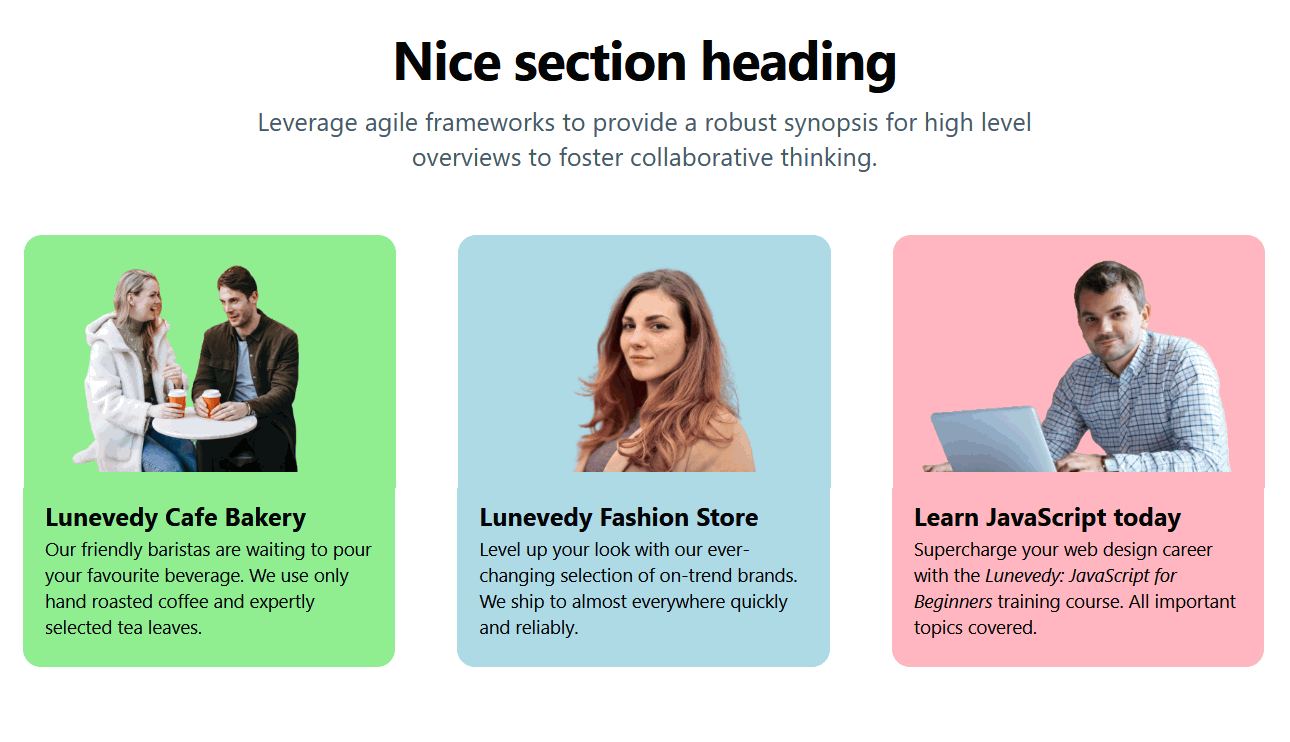 Nice section heading
Leverage agile frameworks to provide a robust synopsis for high level
overviews to foster collaborative thinking.
Lunevedy Cafe Bakery
Our friendly baristas are waiting to pour
your favourite beverage. We use only
hand roasted coffee and expertly
selected tea leaves.
Lunevedy Fashion Store
Level up your look with our ever-
changing selection of on-trend brands.
We ship to almost everywhere quickly
and reliably.
Learn JavaScript today
Supercharge your web design career
with the Lunevedy: JavaScript for
Beginners training course. All important
topics covered.